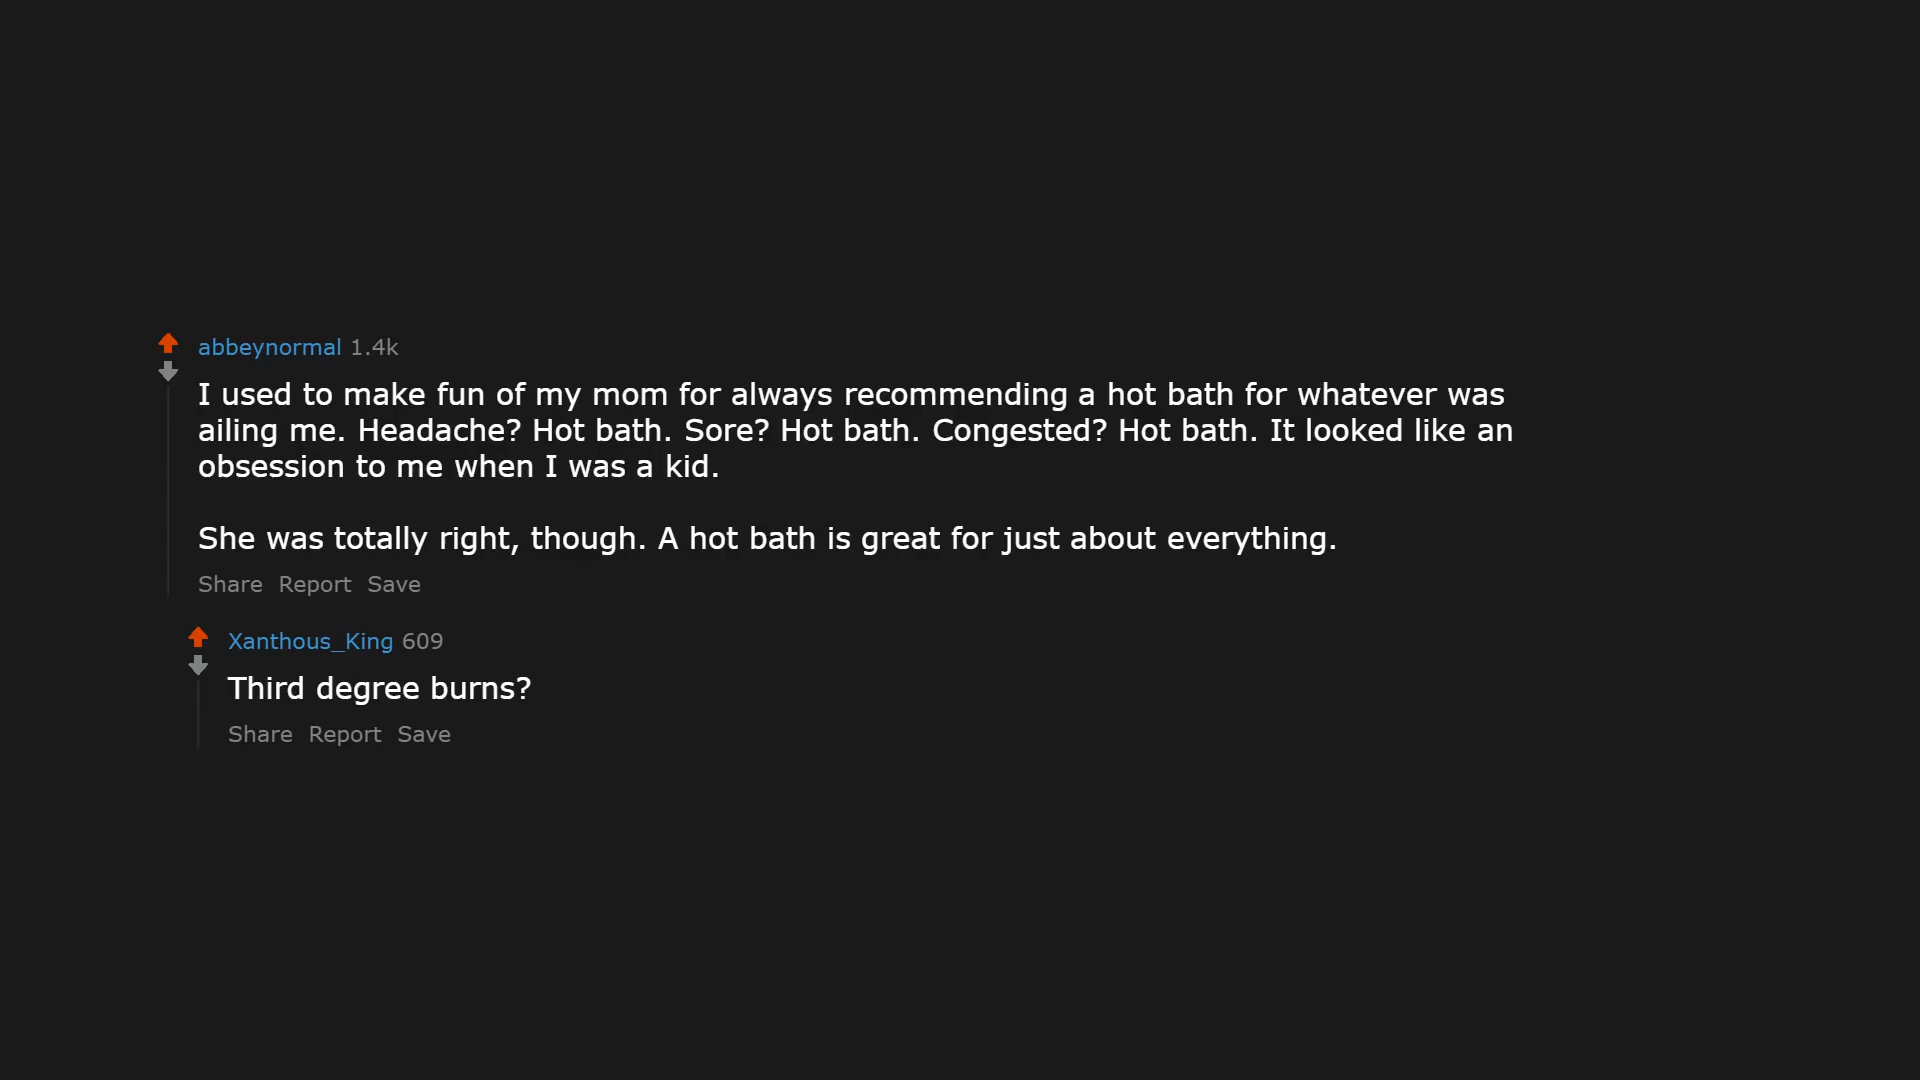 abbeynormal 1.4k
I used to make fun of my mom for always recommending a hot bath for whatever was
ailing me. Headache? Hot bath. Sore? Hot bath. Congested? Hot bath. It looked like an
obsession to me when I was a kid.
She was totally right, though. A hot bath is great for just about everything.
Share Report Save
Xanthous_King 609
Third degree burns?
Share Report Save